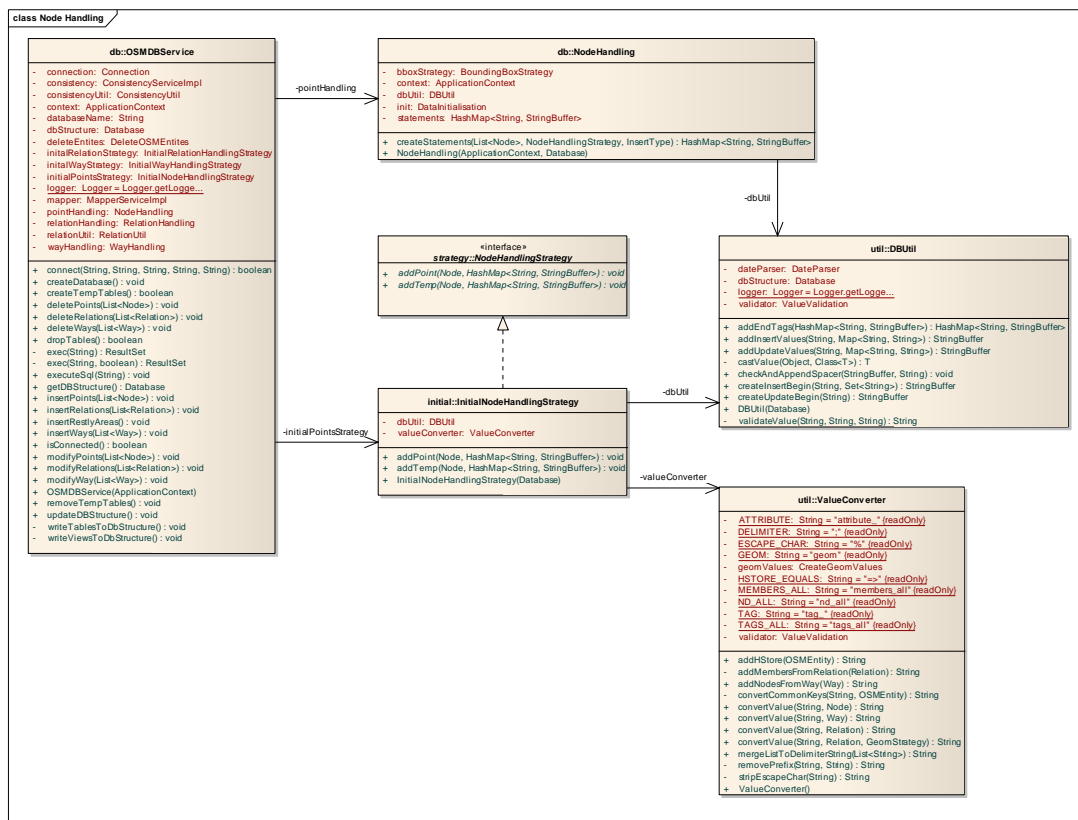 class Node Handling
db::OSMDBService
- connection: Connection
- consistency: ConsistencyServiceImpl
- consistencyUtil: ConsistencyUtil
- context: ApplicationContext
- databaseName: String
- dbStructure: Database
- deleteEntites: DeleteOSMEntites
- initalRelationStrategy: InitialRelationHandlingStrategy
- initalWayStrategy: InitialWayHandlingStrategy
- initialPointsStrategy: InitialNodeHandlingStrategy
- logger: Logger = Logger.getLogge...
- mapper: MapperServiceImpl
- pointHandling: NodeHandling
- relationHandling: RelationHandling
- relationUtil: RelationUtil
- wayHandling: WayHandling
+ connect(String, String, String, String, String) : boolean
+ createDatabase() : void
+ createTempTables() : boolean
+ deletePoints(List<Node>) : void
+ deleteRelations(List<Relation>) : void
+ deleteWays(List<Way>) : void
+ dropTables() : boolean
- exec(String) : ResultSet
- exec(String, boolean) : ResultSet
+ executeSql(String) : void
+ getDBStructure() : Database
+ insertPoints(List<Node>) : void
+ insertRelations(List<Relation>) : void
+ insertRestlyAreas() : void
+ insertWays(List<Way>) : void
+ isConnected() : boolean
+ modifyPoints(List<Node>) : void
+ modifyRelations(List<Relation>) : void
+ modifyWay(List<Way>) : void
+ OSMDBService(ApplicationContext)
+ removeTempTables() : void
+ updateDBStructure() : void
- writeTablesToDbStructure() : void
- writeViewsToDbStructure() : void
-pointHandling
db::NodeHandling
- bboxStrategy: BoundingBoxStrategy
- context: ApplicationContext
- dbUtil: DBUtil
- init: DataInitialisation
- statements: HashMap<String, StringBuffer>
+ createStatements(List<Node>, NodeHandlingStrategy, InsertType) : HashMap<String, StringBuffer>
+ NodeHandling(ApplicationContext, Database)
-dbUtil
«interface»
strategy::NodeHandlingStrategy
+ addPoint(Node, HashMap<String, StringBuffer>) : void
+ addTemp(Node, HashMap<String, StringBuffer>) : void
util::DBUtil
- dateParser: DateParser
- dbStructure: Database
- logger: Logger = Logger.getLogge...
- validator: ValueValidation
+ addEndTags(HashMap<String, StringBuffer>) : HashMap<String, StringBuffer>
+ addInsertValues(String, Map<String, String>) : StringBuffer
+ addUpdateValues(String, Map<String, String>) : StringBuffer
- castValue(Object, Class<T>) : T
+ checkAndAppendSpacer(StringBuffer, String) : void
+ createInsertBegin(String, Set<String>) : StringBuffer
+ createUpdateBegin(String) : StringBuffer
+ DBUtil(Database)
- validateValue(String, String, String) : String
-initialPointsStrategy
initial::InitialNodeHandlingStrategy
- dbUtil: DBUtil
- valueConverter: ValueConverter
+ addPoint(Node, HashMap<String, StringBuffer>) : void
+ addTemp(Node, HashMap<String, StringBuffer>) : void
+ InitialNodeHandlingStrategy(Database)
-dbUtil
-valueConverter
util::ValueConverter
- ATTRIBUTE: String = "attribute_" {readOnly}
- DELIMITER: String = ";" {readOnly}
- ESCAPE_CHAR: String = "%" {readOnly}
- GEOM: String = "geom" {readOnly}
- geomValues: CreateGeomValues
- HSTORE_EQUALS: String = "=>" {readOnly}
- MEMBERS_ALL: String = "members_all" {readOnly}
- ND_ALL: String = "nd_all" {readOnly}
- TAG: String = "tag_" {readOnly}
- TAGS_ALL: String = "tags_all" {readOnly}
- validator: ValueValidation
+ addHStore(OSMEntity) : String
- addMembersFromRelation(Relation) : String
+ addNodesFromWay(Way) : String
- convertCommonKeys(String, OSMEntity) : String
+ convertValue(String, Node) : String
+ convertValue(String, Way) : String
+ convertValue(String, Relation) : String
+ convertValue(String, Relation, GeomStrategy) : String
+ mergeListToDelimiterString(List<String>) : String
- removePrefix(String, String) : String
- stripEscapeChar(String) : String
+ ValueConverter()